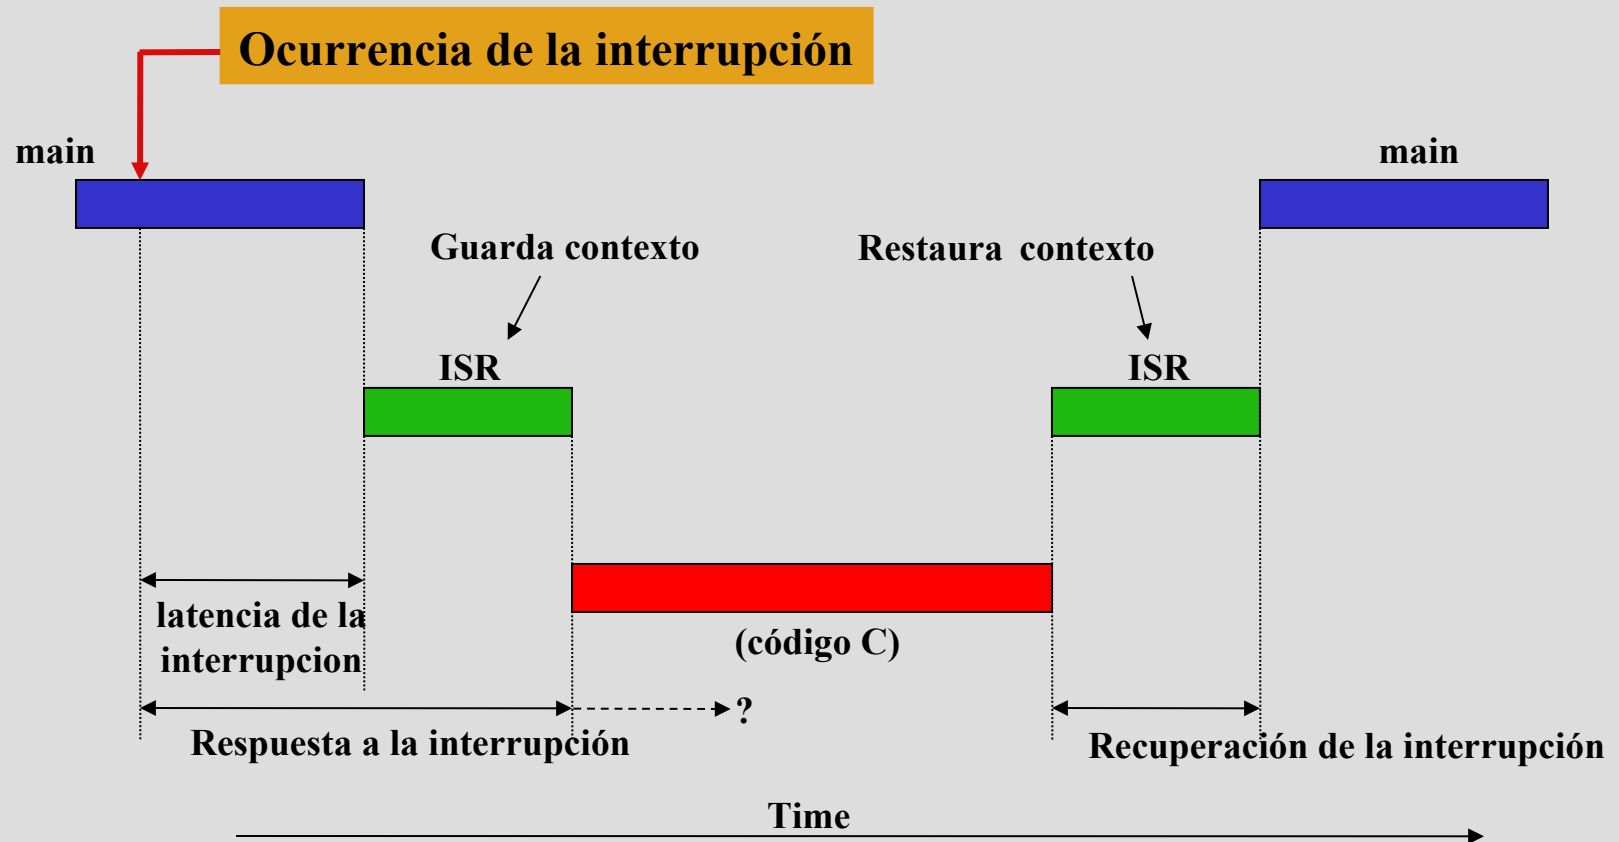 Ocurrencia de la interrupción
main
main
Guarda contexto
Restaura contexto
ISR
ISR
latencia de la
interrupcion
(código C)
?
Respuesta a la interrupción
Recuperación de la interrupción
Time